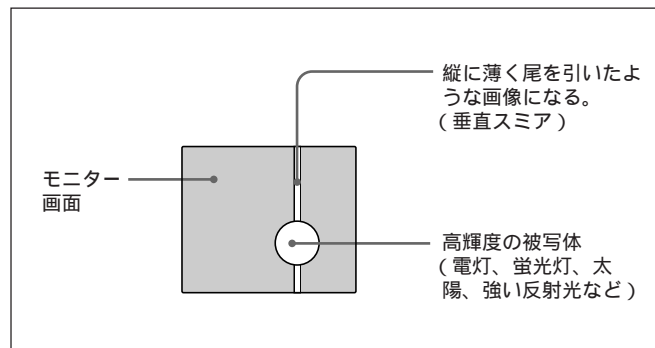 縦に薄く尾を引いたよ
うな画像になる。
(垂直スミア)
モニター
画面
高輝度の被写体
(電灯、蛍光灯、太
陽、強い反射光など)